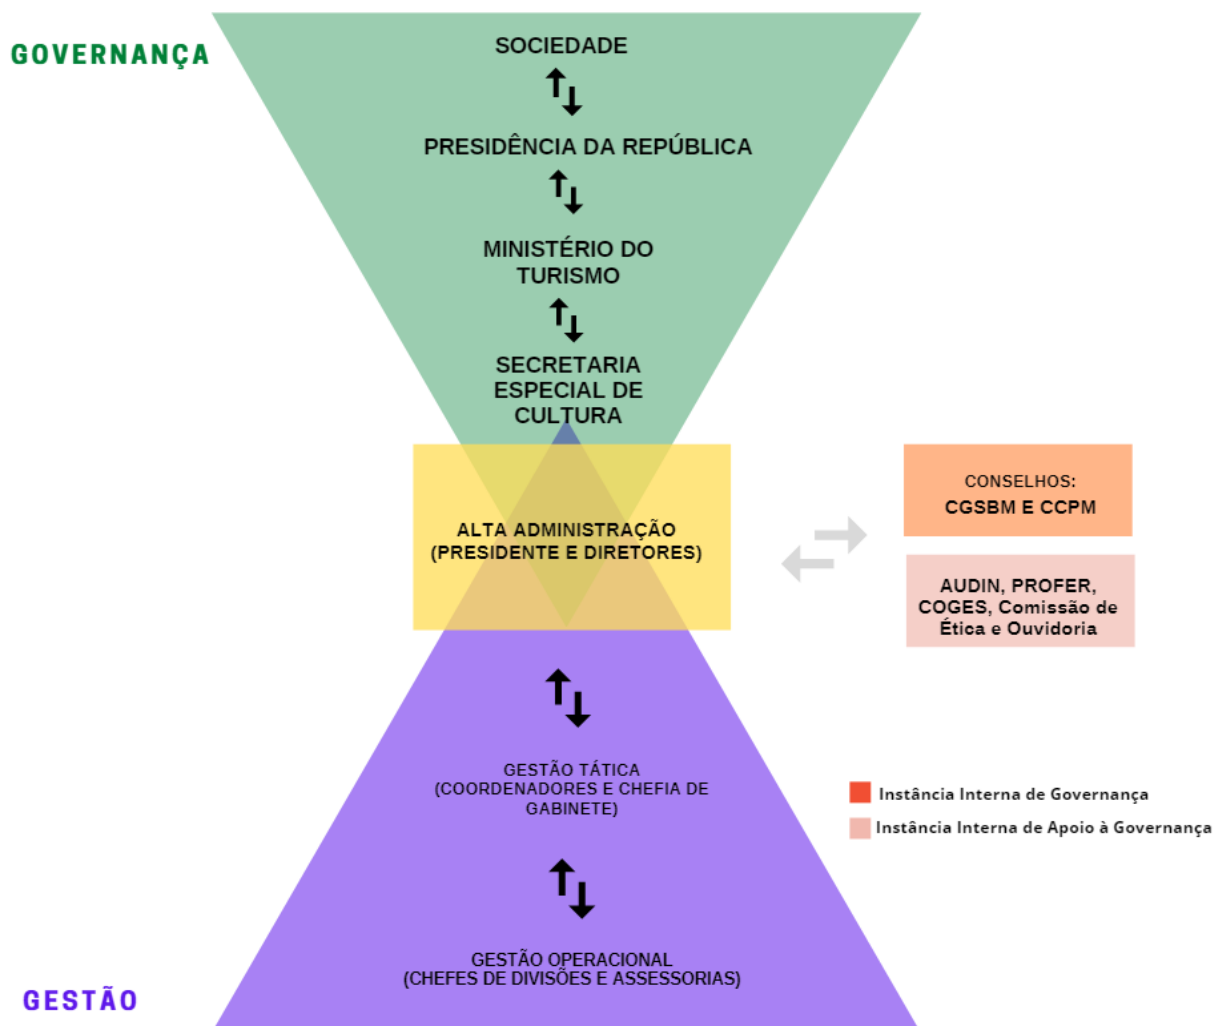 GOVERNANÇA
SOCIEDADE
PRESIDÊNCIA DA REPÚBLICA
MINISTÉRIO DO
TURISMO
SECRETARIA
ESPECIAL DE
CULTURA
ALTA ADMINISTRAÇÃO
(PRESIDENTE E DIRETORES)
CONSELHOS:
CGSBM E CCPM
AUDIN, PROFER,
COGES, Comissão de
Ética e Ouvidoria
GESTÃO TÁTICA
(COORDENADORES E CHEFIA DE
GABINETE)
Instância Interna de Governança
Instância Interna de Apoio à Governança
GESTÃO OPERACIONAL
(CHEFES DE DIVISÕES E ASSESSORIAS)
GESTÃO